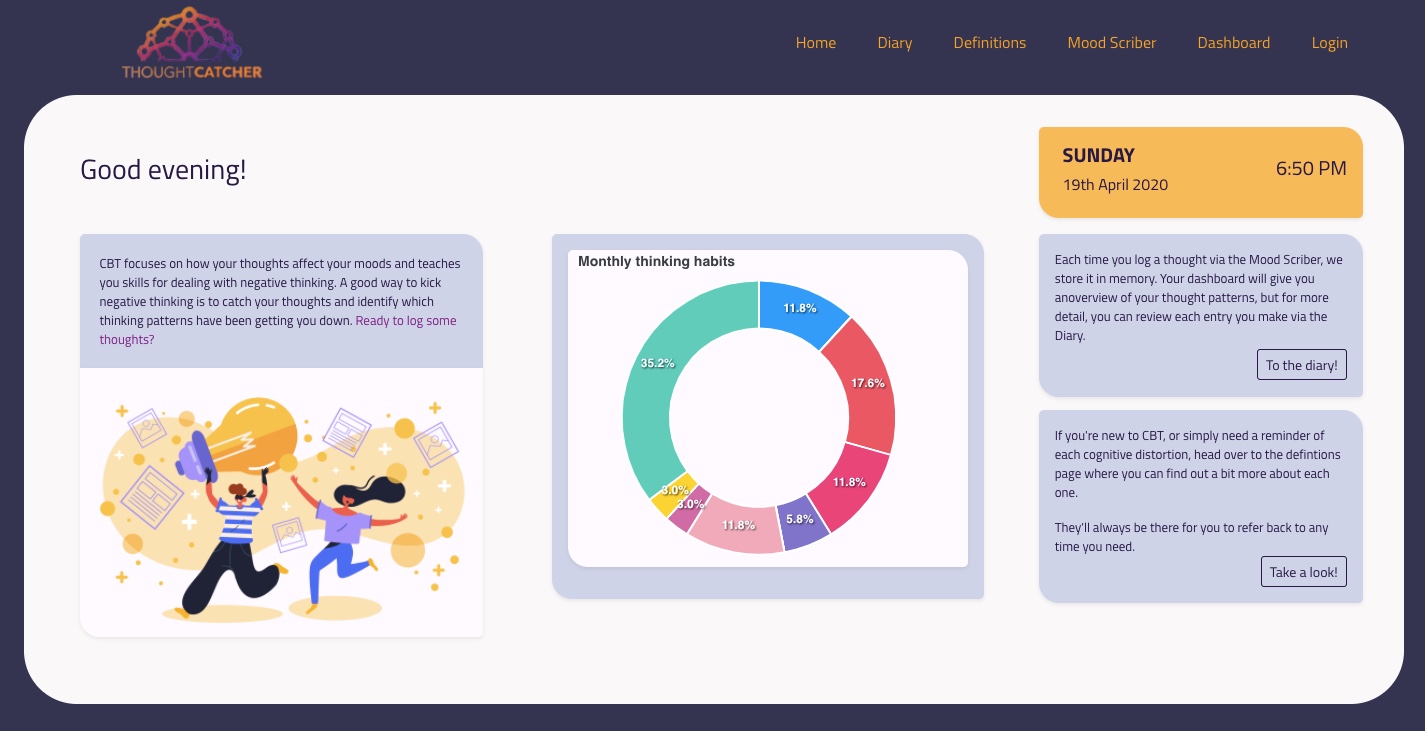 THOUGHTCATCHER
Home Diary Definitions Mood Scriber Dashboard Login
Good evening!
SUNDAY
19th April 2020
6:50 PM
CBT focuses on how your thoughts affect your moods and teaches
you skills for dealing with negative thinking. A good way to kick
negative thinking is to catch your thoughts and identify which
thinking patterns have been getting you down. Ready to log some
thoughts?
Monthly thinking habits
11.8%
17.6%
11.8%
5.8%
11.8%
3.0%
3.0%
35.2%
Each time you log a thought via the Mood Scriber, we
store it in memory. Your dashboard will give you
anoverview of your thought patterns, but for more
detail, you can review each entry you make via the
Diary.
To the diary!
If you're new to CBT, or simply need a reminder of
each cognitive distortion, head over to the defintions
page where you can find out a bit more about each
one.
They'll always be there for you to refer back to any
time you need.
Take a look!